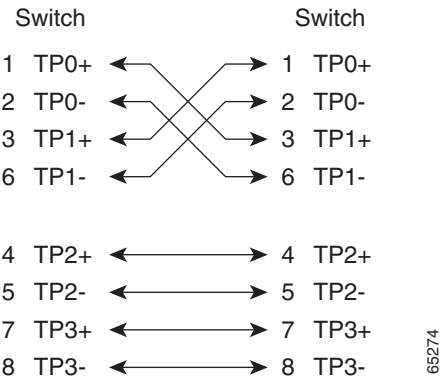 Switch Switch
1 TP0+ 1 TP0+
2 TP0- 2 TP0-
3 TP1+ 3 TP1+
6 TP1- 6 TP1-
4 TP2+ 4 TP2+
5 TP2- 5 TP2-
7 TP3+ 7 TP3+
8 TP3- 8 TP3-
65274